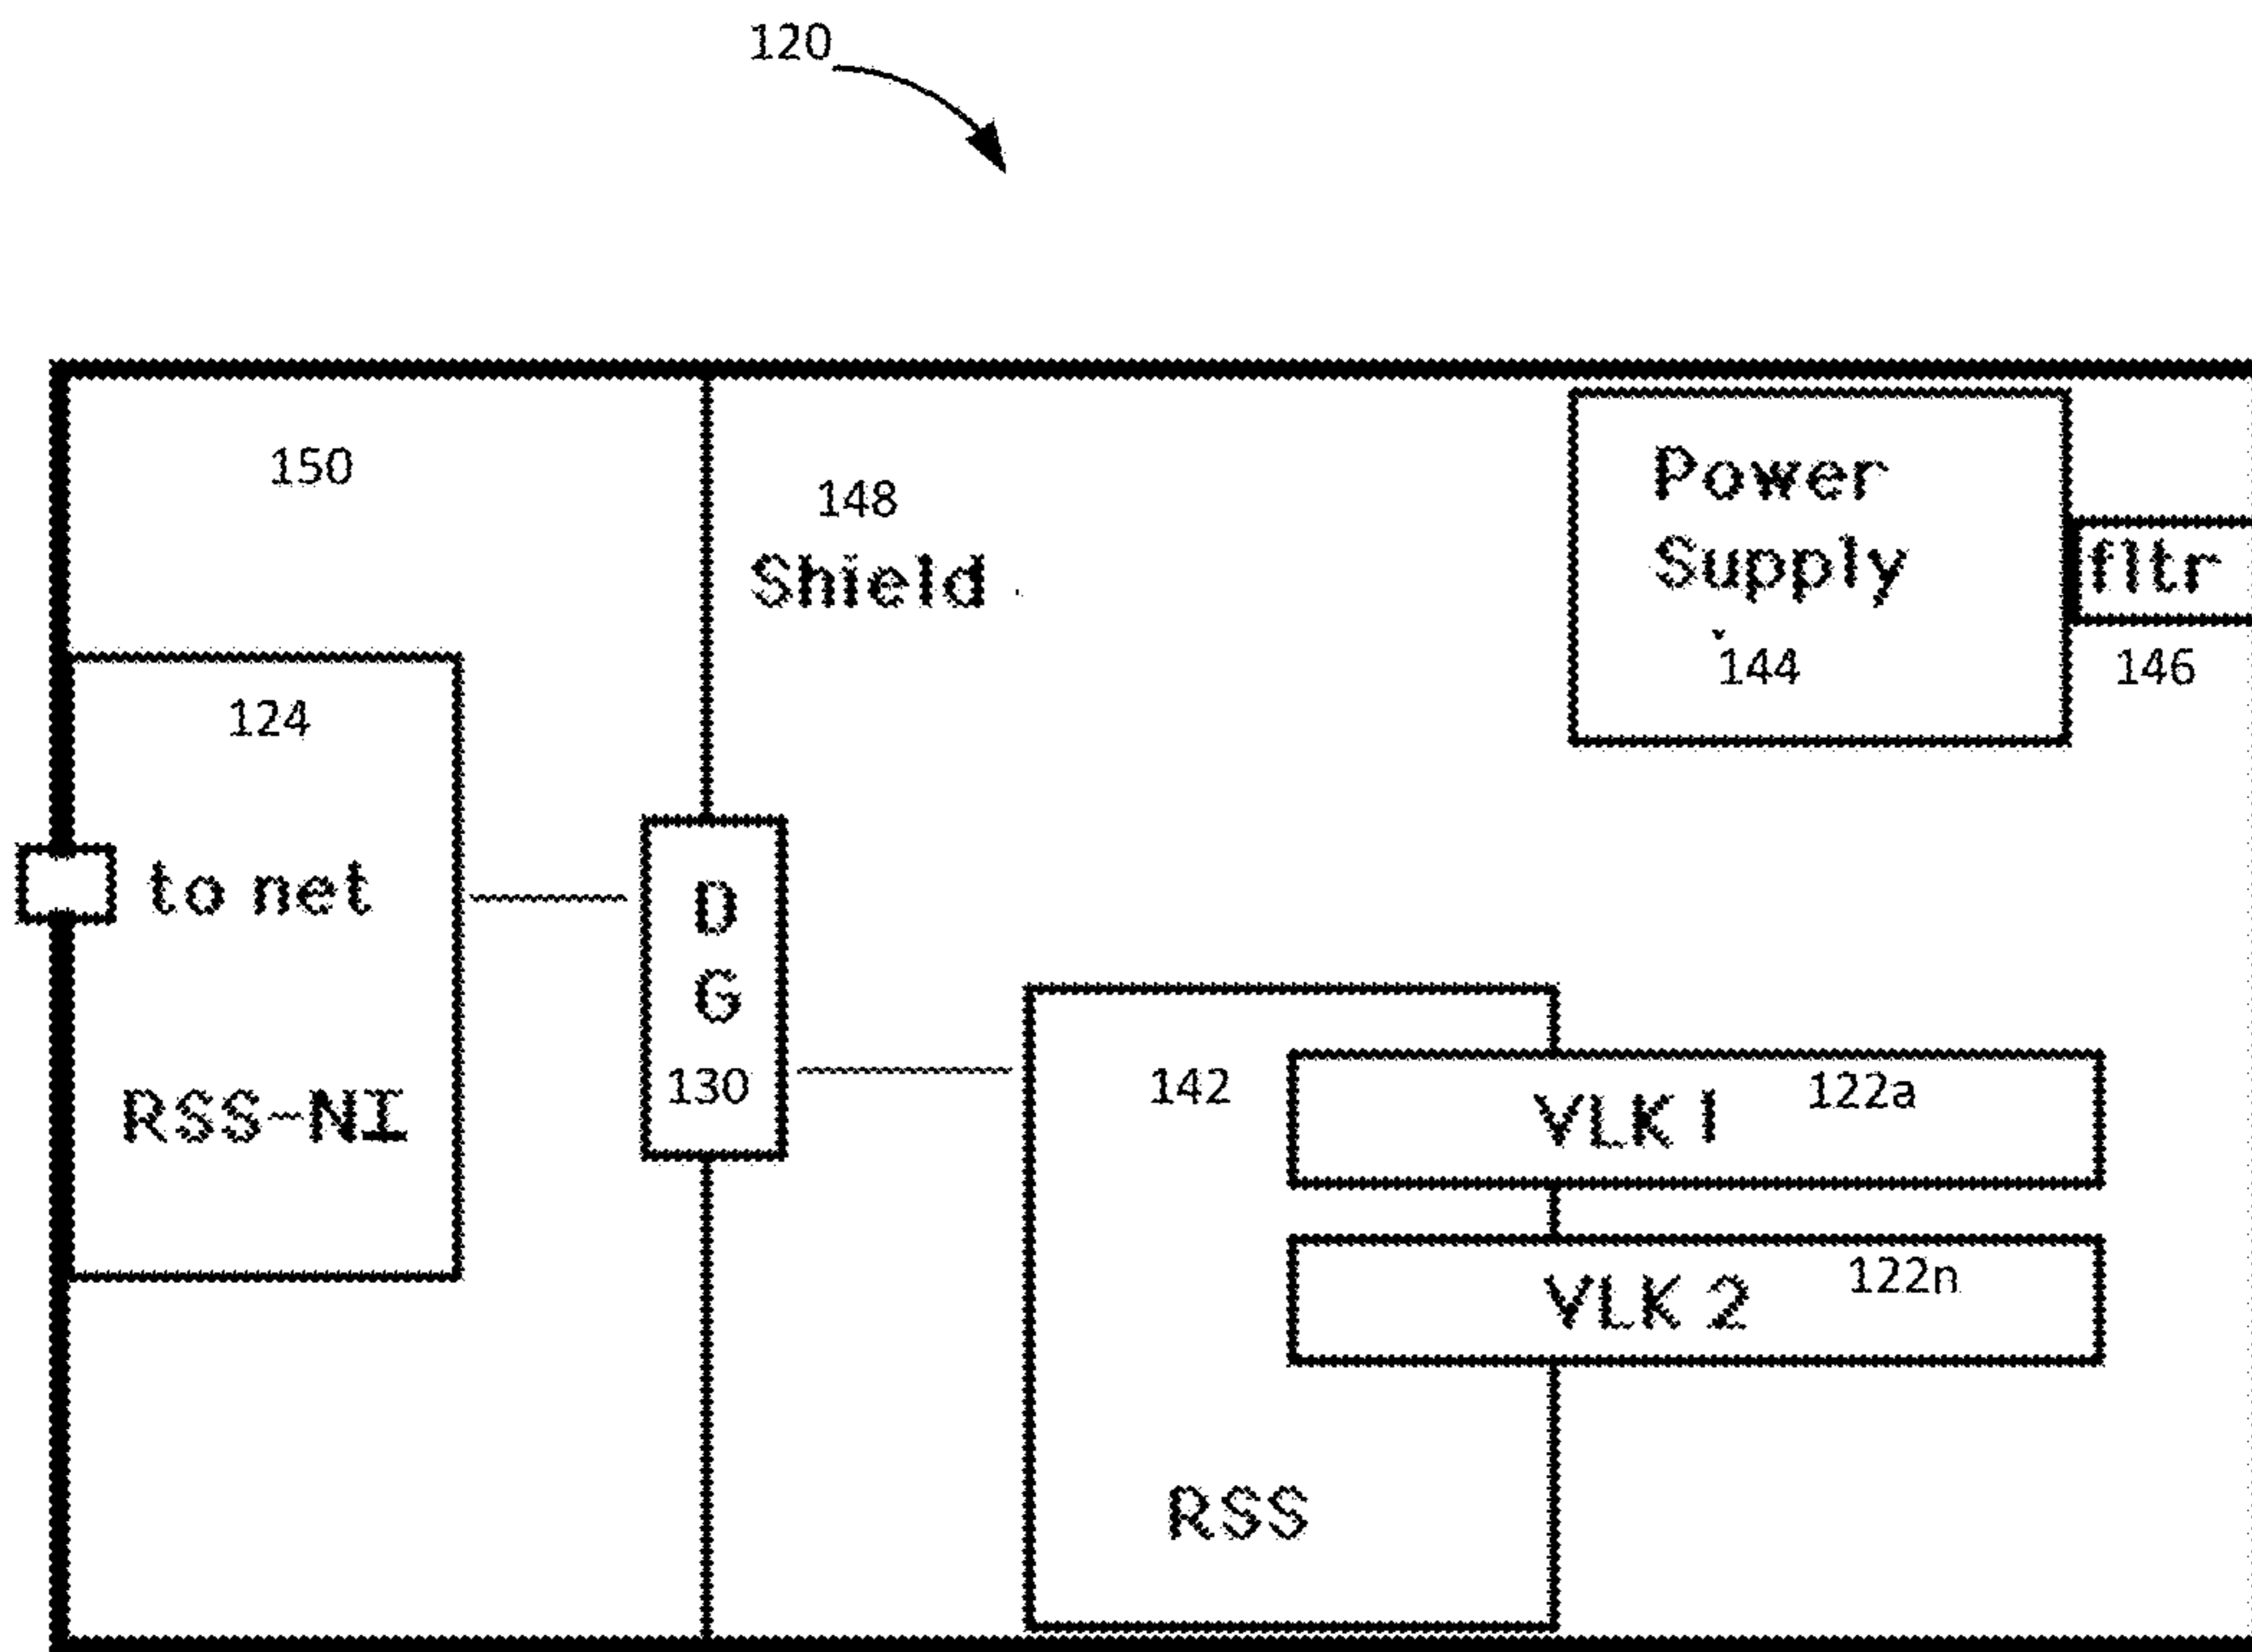 120
150
148
Shield
Power
Supply
144
fltr
146
124
to net
RSS-NI
D
G
130
142
VLK 1
122a
VLK 2
122n
RSS